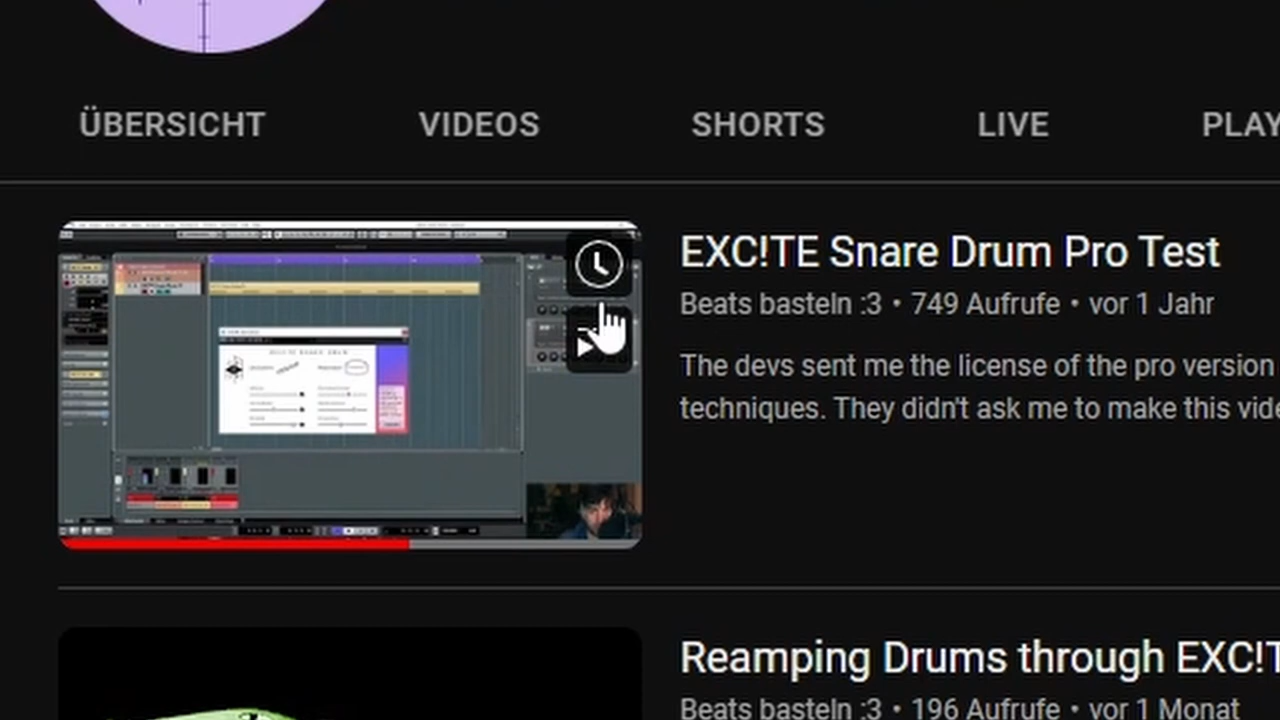 ÜBERSICHT VIDEOS SHORTS LIVE PLAY
EXC!TE Snare Drum Pro Test
Beats basteln :3 • 749 Aufrufe • vor 1 Jahr
The devs sent me the license of the pro version
techniques. They didn't ask me to make this vide
Reamping Drums through EXC!T
Beats basteln :3 • 196 Aufrufe • vor 1 Monat